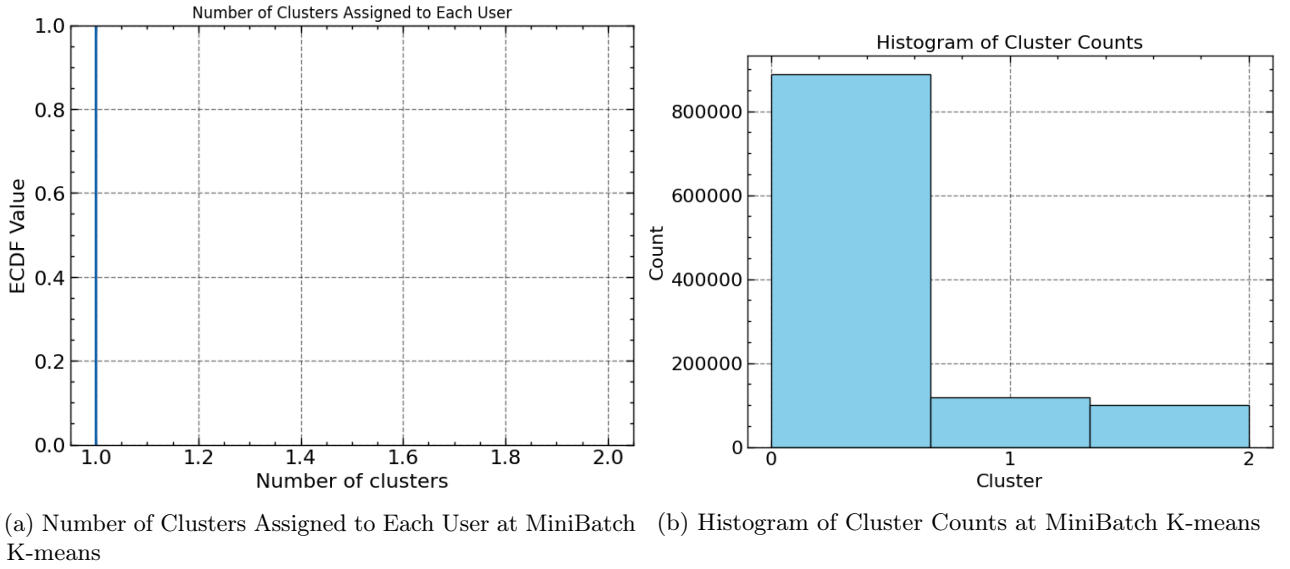 Number of Clusters Assigned to Each User
1.0
0.8
0.6
0.4
0.2
0.0
ECDF Value
1.0 1.2 1.4 1.6 1.8 2.0
Number of clusters
(a) Number of Clusters Assigned to Each User at MiniBatch
K-means
Histogram of Cluster Counts
800000
600000
400000
200000
0
Count
0 1 2
Cluster
(b) Histogram of Cluster Counts at MiniBatch K-means